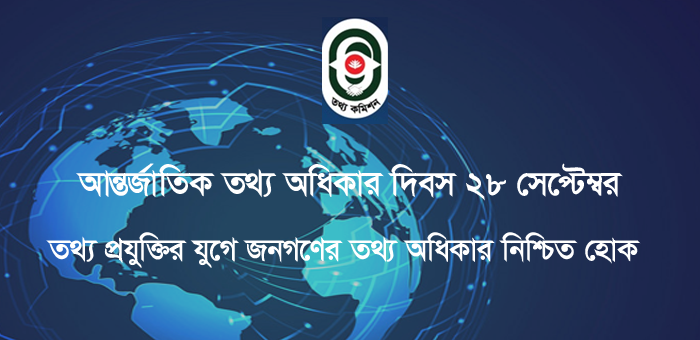 তথ্য কমিশন
আন্তর্জাতিক তথ্য অধিকার দিবস ২৮ সেপ্টেম্বর
তথ্য প্রযুক্তির যুগে জনগণের তথ্য অধিকার নিশ্চিত হোক